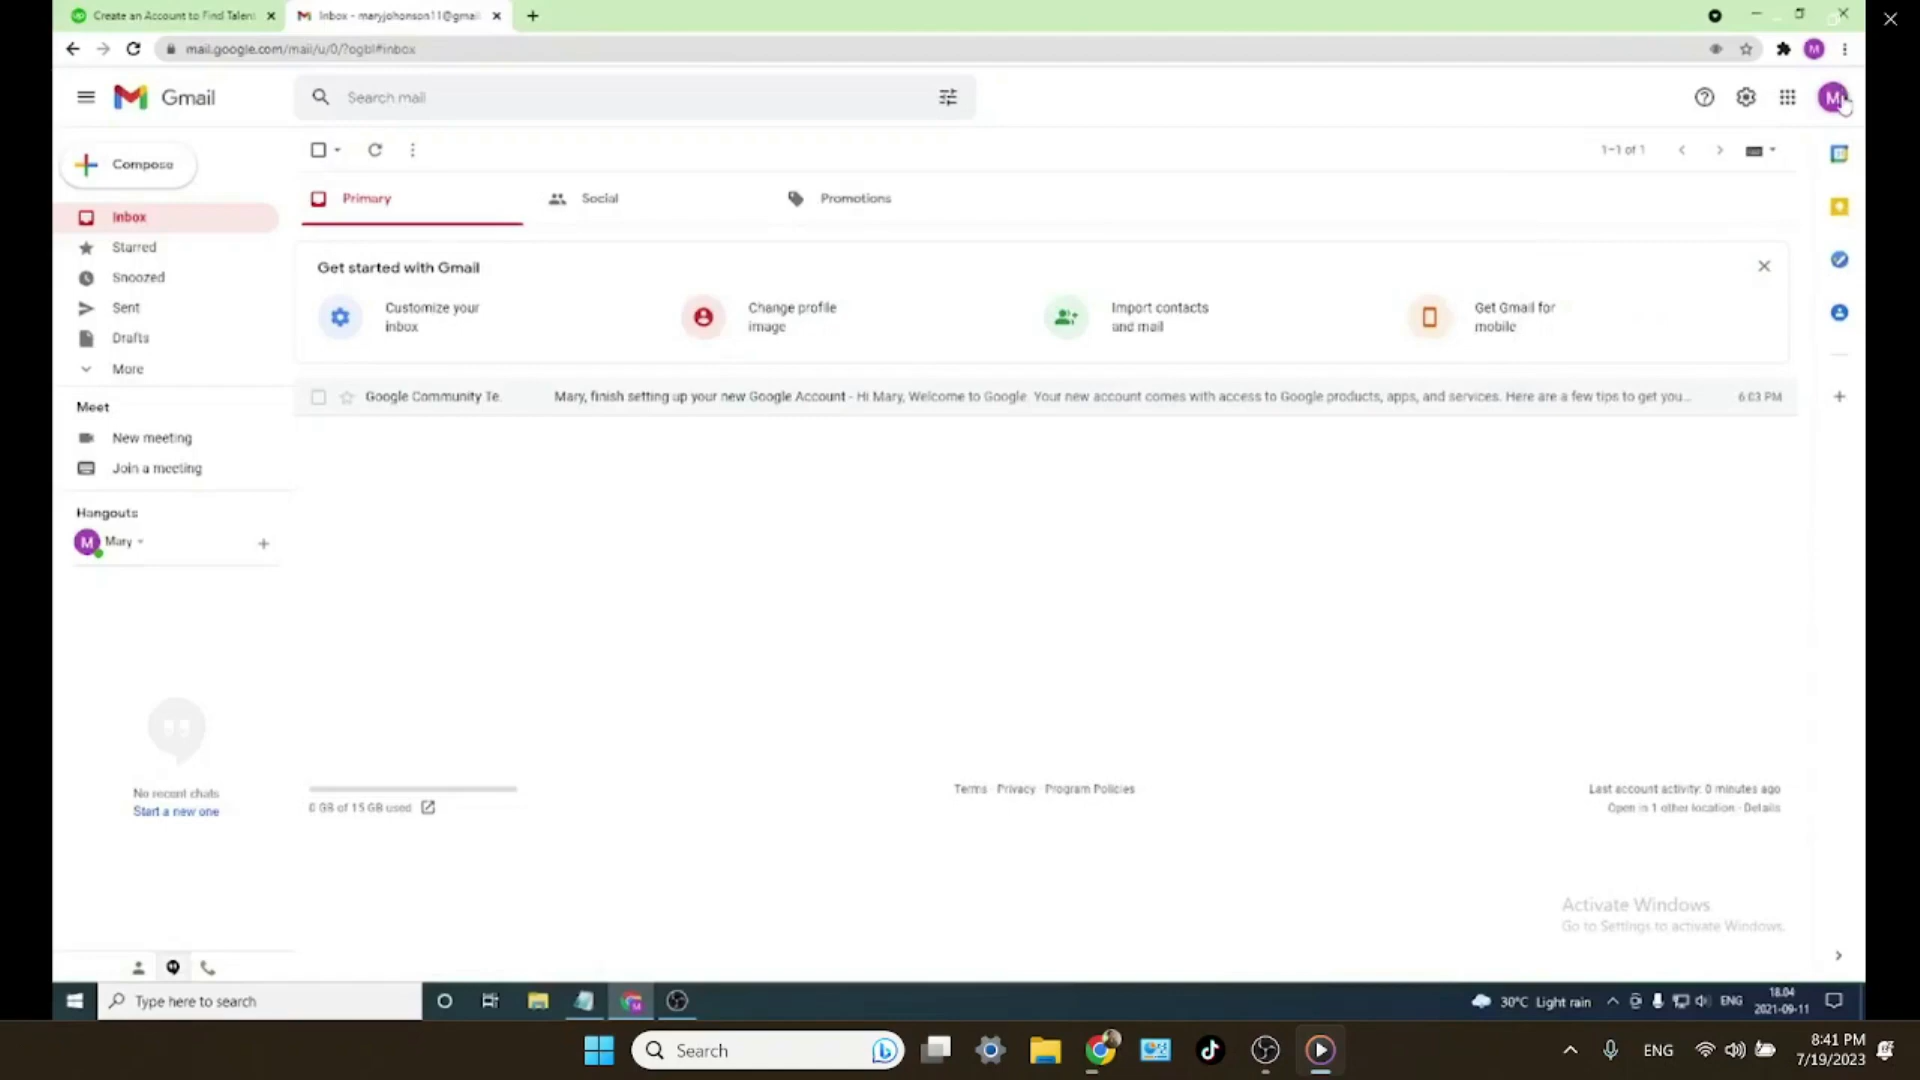 Create an Account to Find Talen
Inbox - maryjohonson11@gmai
mail.google.com/mail/u/0/?ogbl#inbox
M
Gmail
Search mail
M
Compose
1–1 of 1
Primary
Social
Promotions
Inbox
Starred
Snoozed
Sent
Drafts
More
Get started with Gmail
Customize your
inbox
Change profile
image
Import contacts
and mail
Get Gmail for
mobile
Google Community Te.
Mary, finish setting up your new Google Account - Hi Mary, Welcome to Google. Your new account comes with access to Google products, apps, and services. Here are a few tips to get you...
6:03 PM
Meet
New meeting
Join a meeting
Hangouts
M
Mary
No recent chats
Start a new one
0 GB of 15 GB used
Terms · Privacy · Program Policies
Last account activity: 0 minutes ago
Open in 1 other location · Details
Activate Windows
Go to Settings to activate Windows.
Type here to search
30°C Light rain
ENG
18.04
2021-09-11
Search
ENG
8:41 PM
7/19/2023